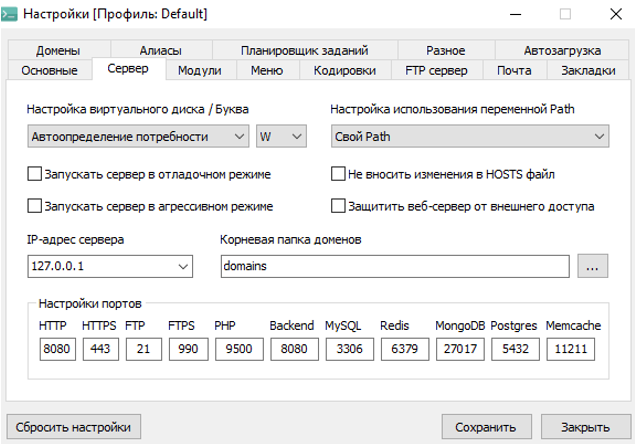 Настройки [Профиль: Default]
Домены Алиасы Планировщик заданий Разное Автозагрузка
Основные Сервер Модули Меню Кодировки FTP сервер Почта Закладки
Настройка виртуального диска / Буква Настройка использования переменной Path
Автоопределение потребности W Свой Path
Запускать сервер в отладочном режиме Не вносить изменения в HOSTS файл
Запускать сервер в агрессивном режиме Защитить веб-сервер от внешнего доступа
IP-адрес сервера Корневая папка доменов
127.0.0.1 domains ...
Настройки портов
HTTP HTTPS FTP FTPS PHP Backend MySQL Redis MongoDB Postgres Memcache
8080 443 21 990 9500 8080 3306 6379 27017 5432 11211
Сбросить настройки Сохранить Закрыть